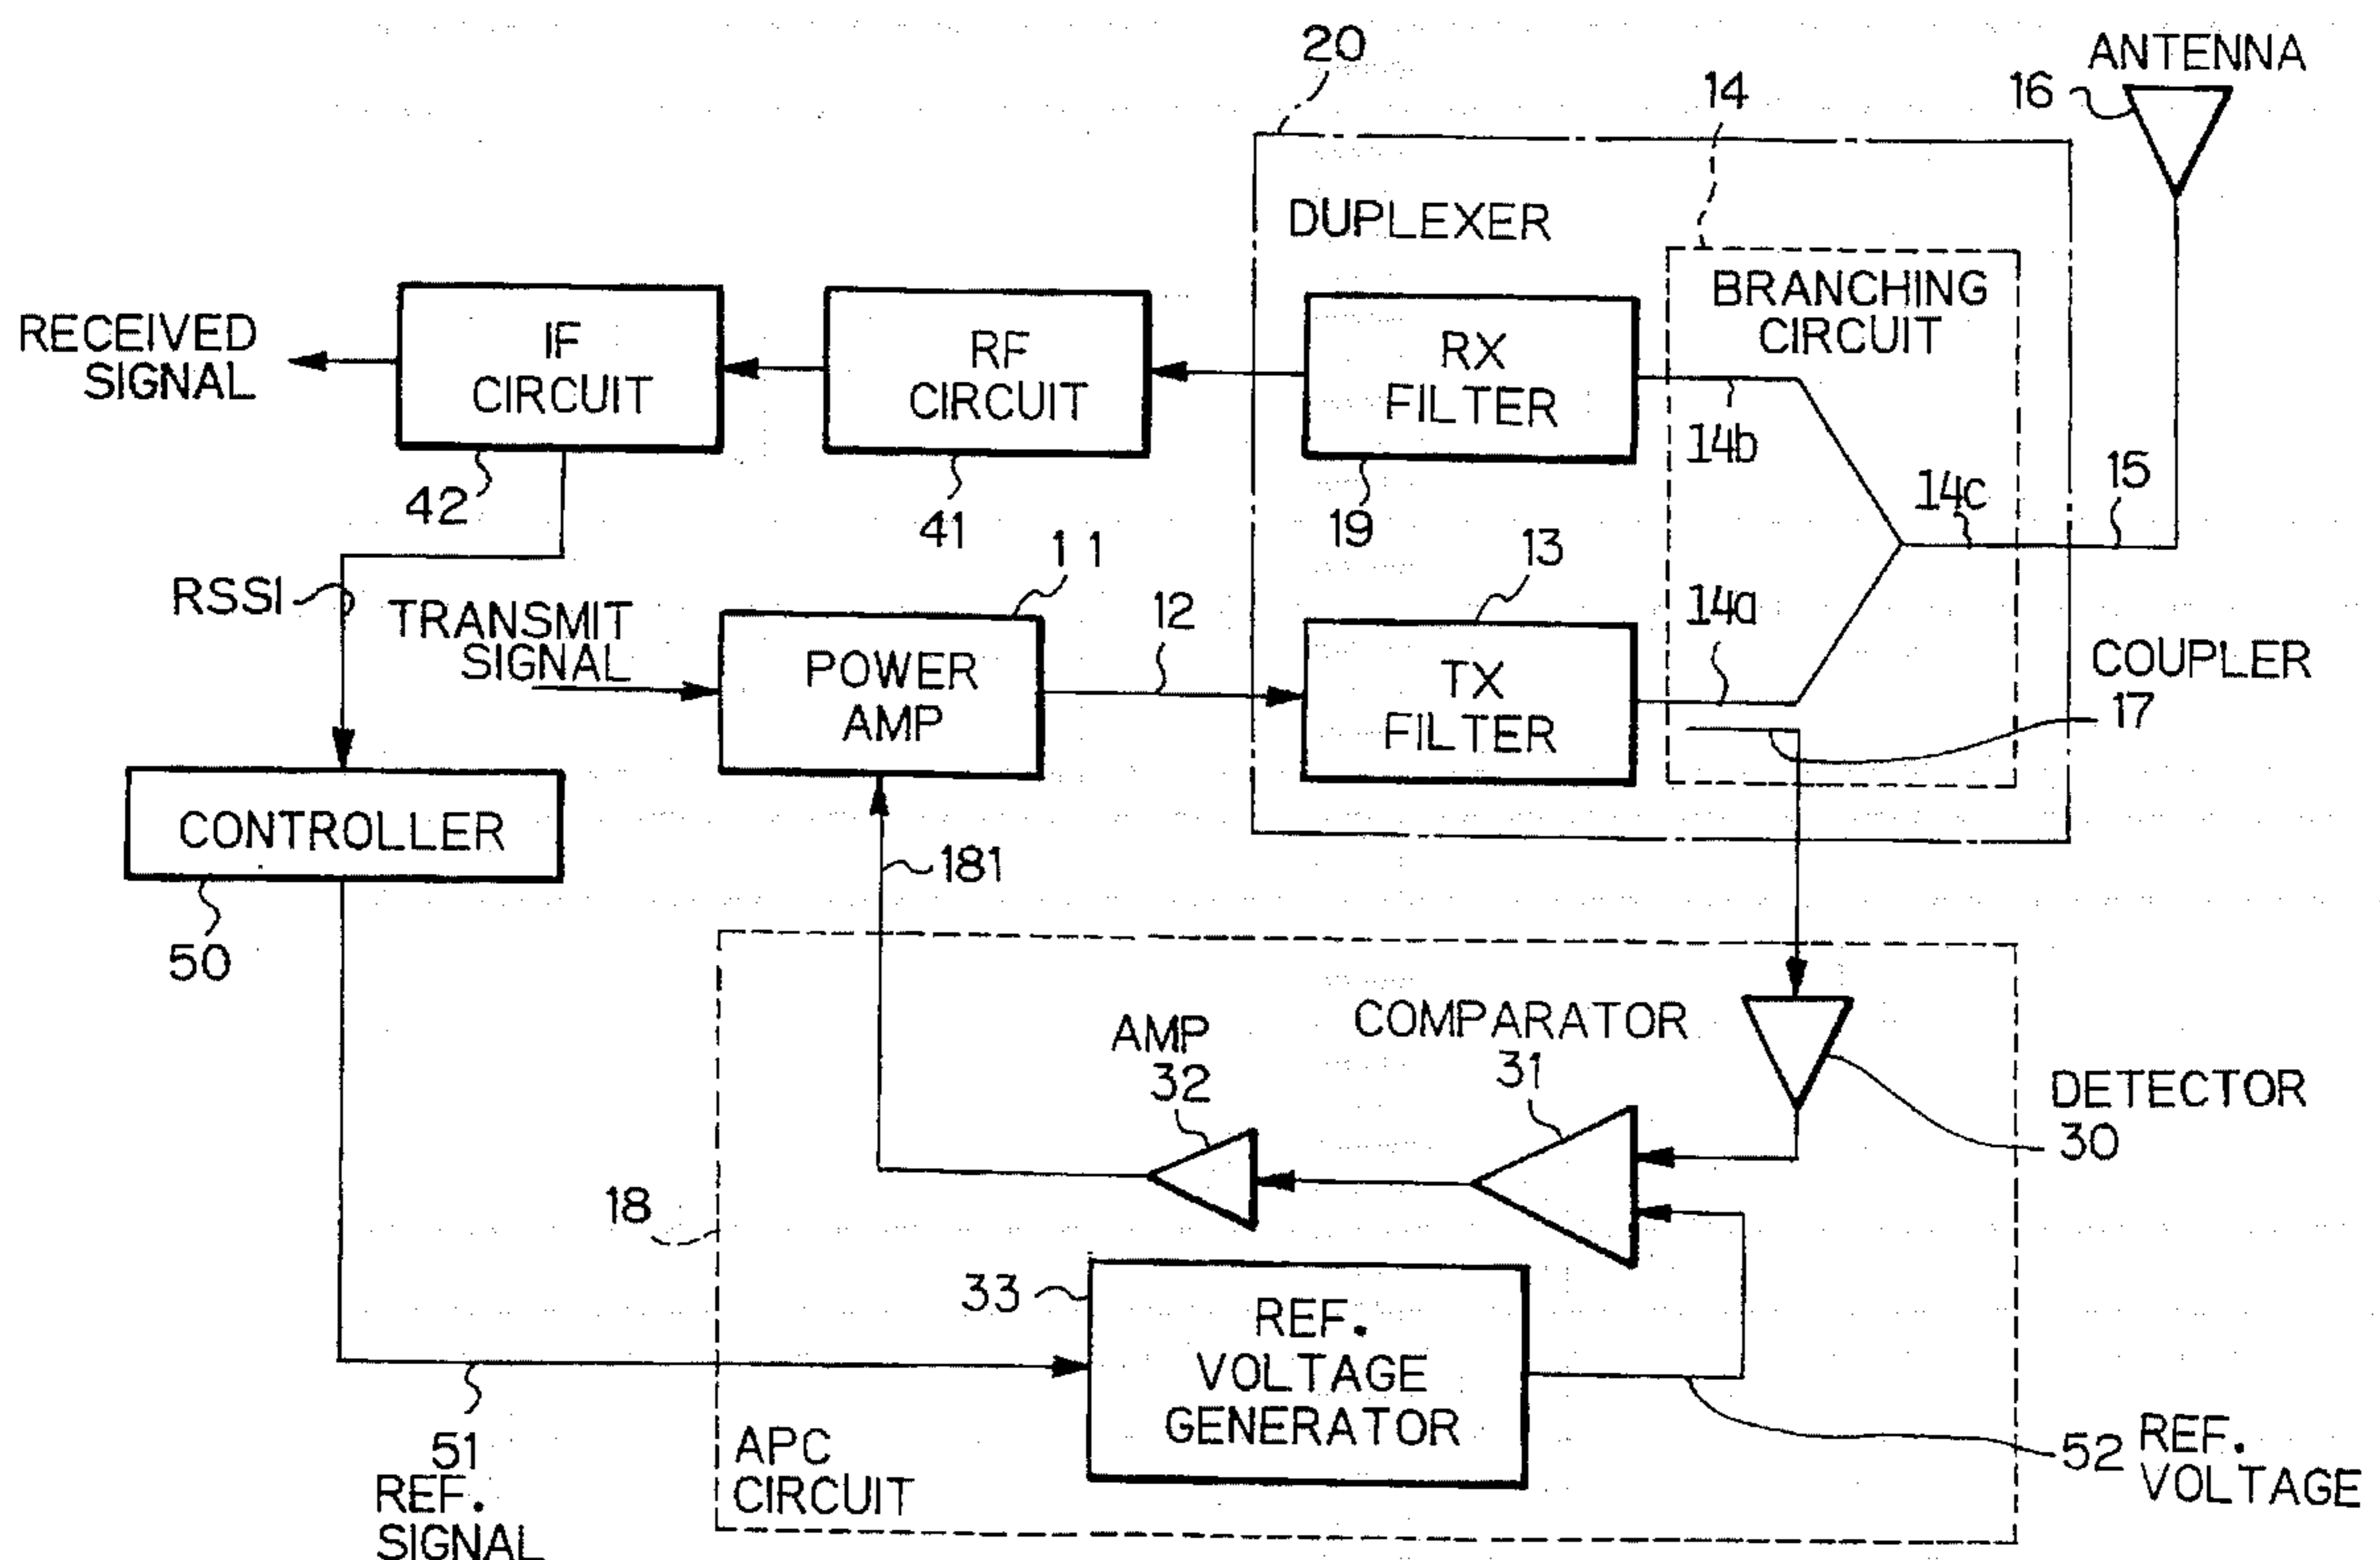 20
ANTENNA
16
14
DUPLEXER
BRANCHING
CIRCUIT
RECEIVED
SIGNAL
IF
CIRCUIT
RF
CIRCUIT
RX
FILTER
14b
14c
15
42
41
19
11
13
RSSI
TRANSMIT
SIGNAL
12
14a
POWER
AMP
TX
FILTER
COUPLER
17
CONTROLLER
181
50
COMPARATOR
31
AMP
32
DETECTOR
30
18
33
REF.
VOLTAGE
GENERATOR
51
REF.
SIGNAL
APC
CIRCUIT
52
REF.
VOLTAGE